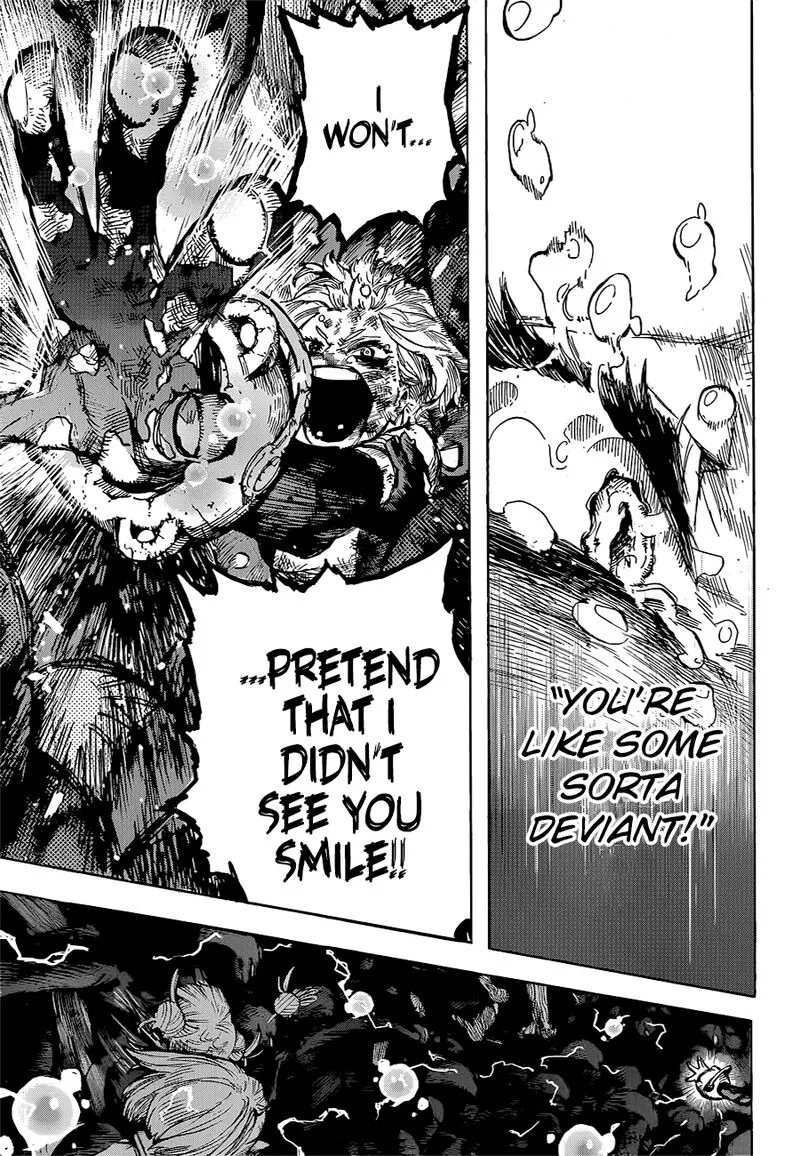 "YOU'RE
LIKE SOME
SORTA
DEVIANT!"
I
WON'T...
...PRETEND
THAT I
DIDN'T
SEE YOU
SMILE!!